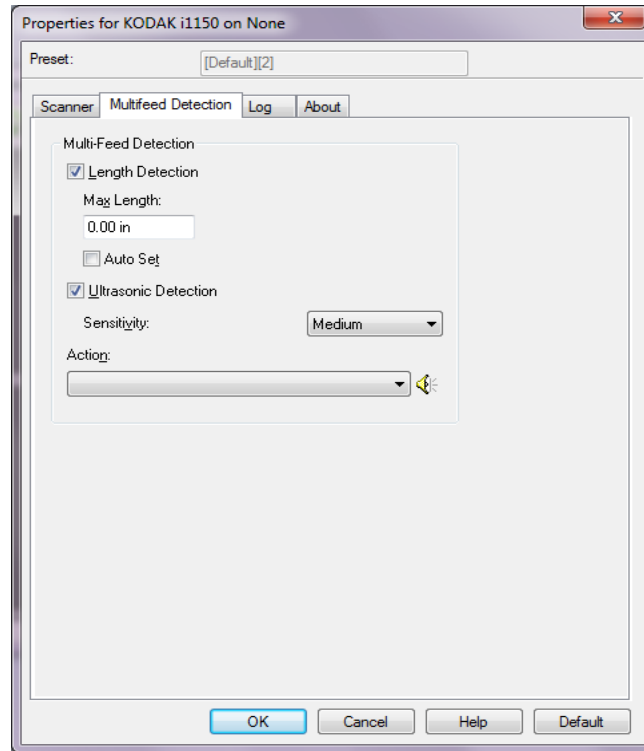 Properties for KODAK i1150 on None
Preset: [Default][2]
Scanner Multifeed Detection Log About
Multi-Feed Detection
Length Detection
Max Length:
0.00 in
Auto Set
Ultrasonic Detection
Sensitivity: Medium
Action:
OK Cancel Help Default